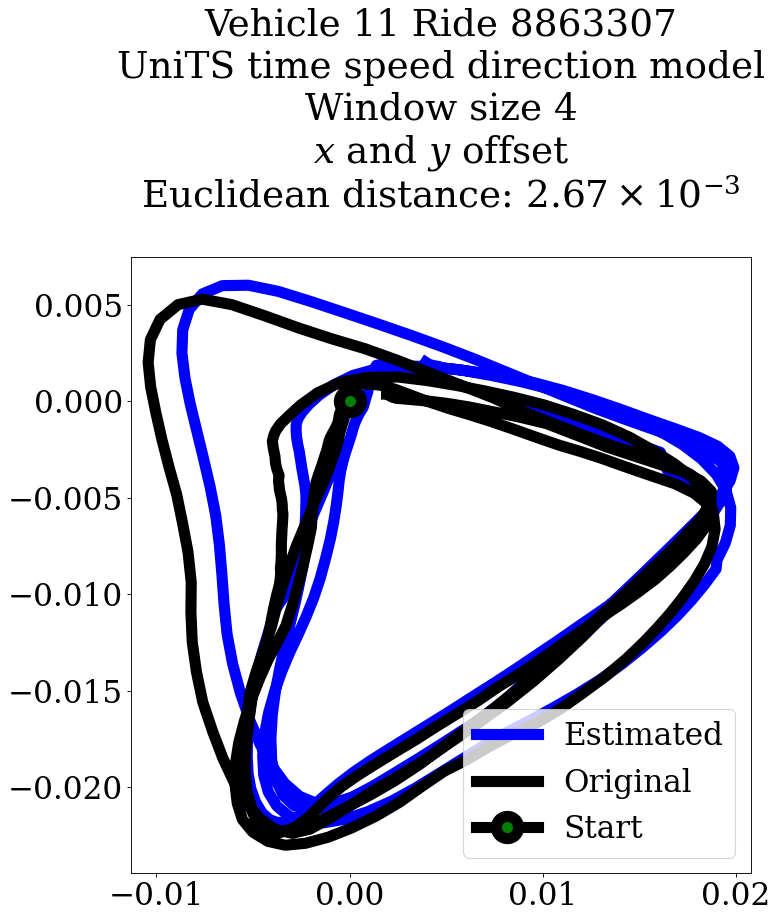 Vehicle 11 Ride 8863307
UniTS time speed direction model
Window size 4
x and y offset
Euclidean distance: 2.67 × 10⁻³
0.005
0.000
−0.005
−0.010
−0.015
−0.020
Estimated
Original
Start
−0.01 0.00 0.01 0.02